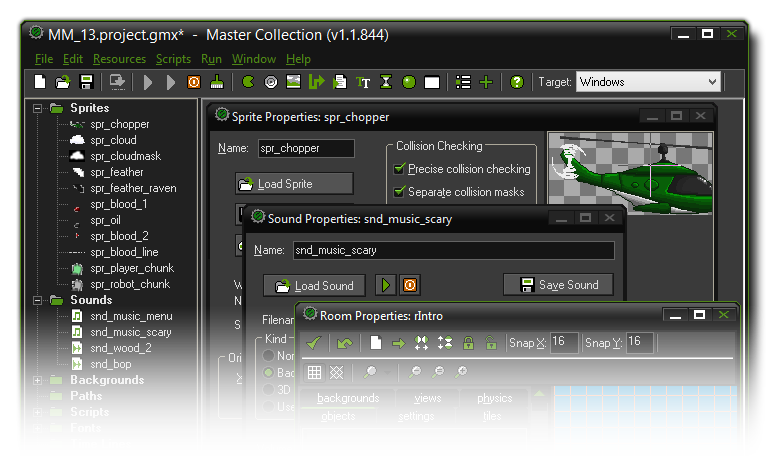 MM_13.project.gmx* - Master Collection (v1.1.844)
File Edit Resources Scripts Run Window Help
Target: Windows
Sprites
spr_chopper
spr_cloud
spr_cloudmask
spr_feather
spr_feather_raven
spr_blood_1
spr_oil
spr_blood_2
spr_blood_line
spr_player_chunk
spr_robot_chunk
Sounds
snd_music_menu
snd_music_scary
snd_wood_2
snd_bop
Backgrounds
Paths
Scripts
Fonts
Sprite Properties: spr_chopper
Name: spr_chopper
Load Sprite
Collision Checking
Precise collision checking
Separate collision masks
Sound Properties: snd_music_scary
Name: snd_music_scary
Load Sound
Save Sound
Filena
Kind
Nor
Bac
3D
Use
Room Properties: rIntro
Snap X: 16 Snap Y: 16
backgrounds views physics
objects settings tiles